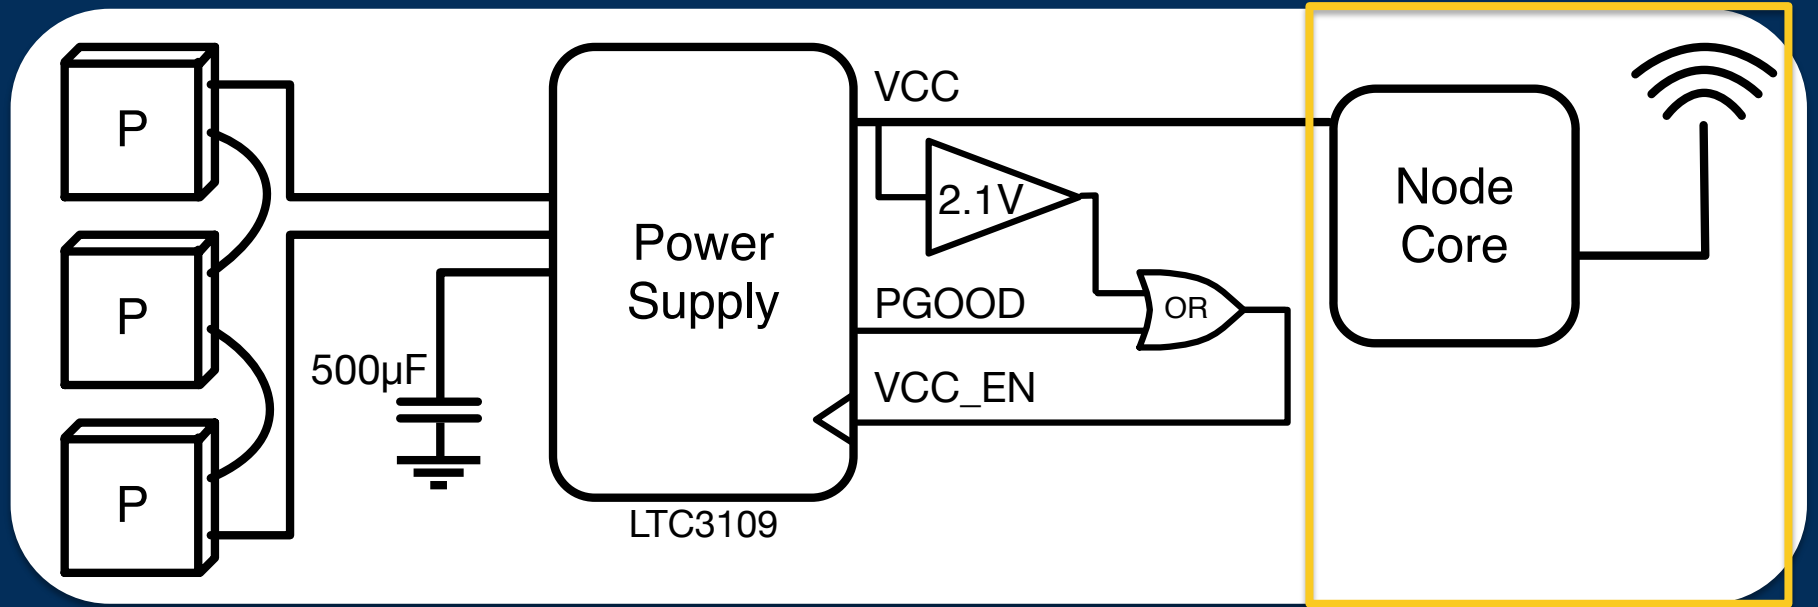 P
P
P
500µF
Power
Supply
LTC3109
VCC
2.1V
PGOOD
OR
VCC_EN
Node
Core